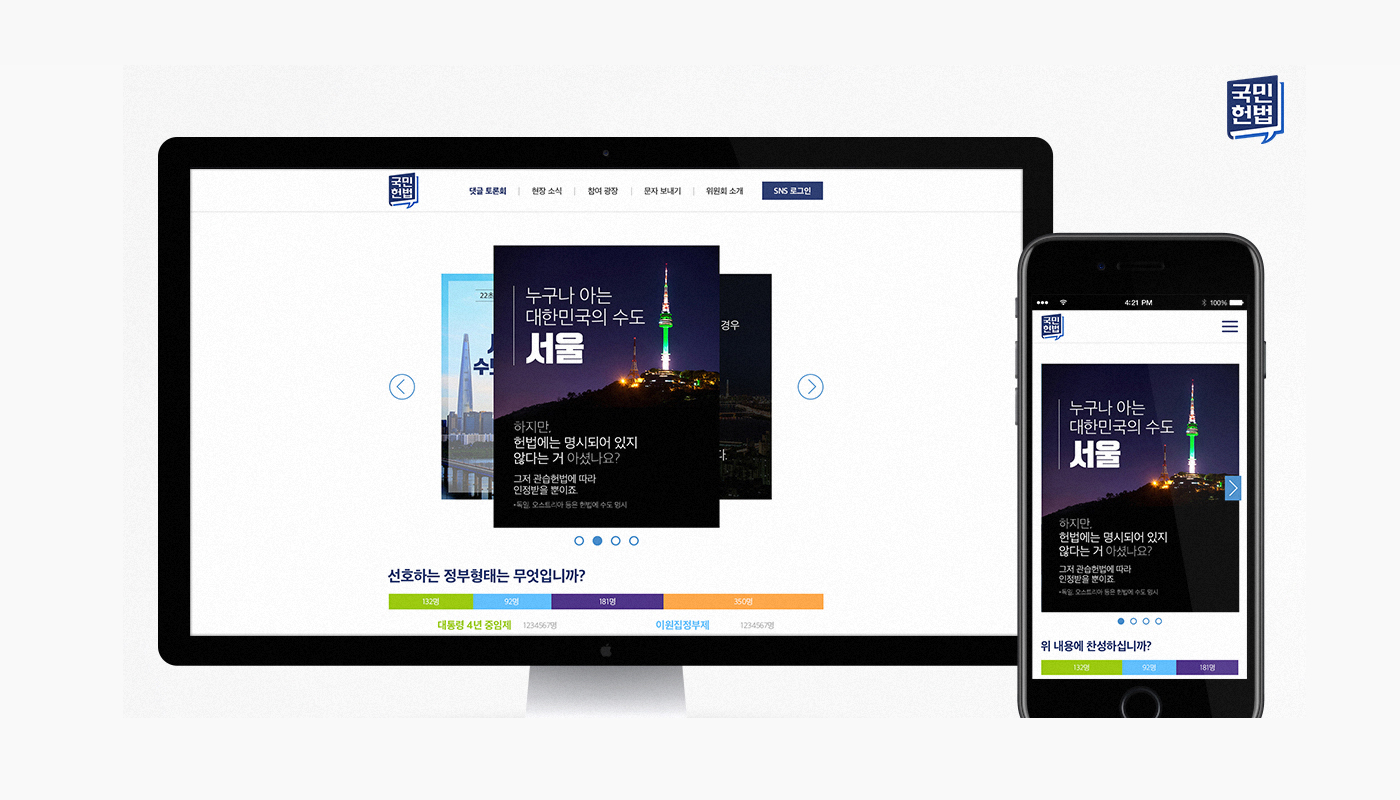 국민
헌법
국민
헌법
댓글 토론회 | 현장 소식 | 참여 광장 | 문자 보내기 | 위원회 소개
SNS 로그인
누구나 아는
대한민국의 수도
서울
하지만,
헌법에는 명시되어 있지
않다는 거 아셨나요?
그저 관습헌법에 따라
인정받을 뿐이죠.
*독일, 오스트리아 등은 헌법에 수도 명시
경우
선호하는 정부형태는 무엇입니까?
132명 92명 181명 350명
대통령 4년 중임제 1234567명 이원집정부제 1234567명
4:21 PM
100%
국민
헌법
누구나 아는
대한민국의 수도
서울
하지만,
헌법에는 명시되어 있지
않다는 거 아셨나요?
그저 관습헌법에 따라
인정받을 뿐이죠.
*독일, 오스트리아 등은 헌법에 수도 명시
위 내용에 찬성하십니까?
132명 92명 181명